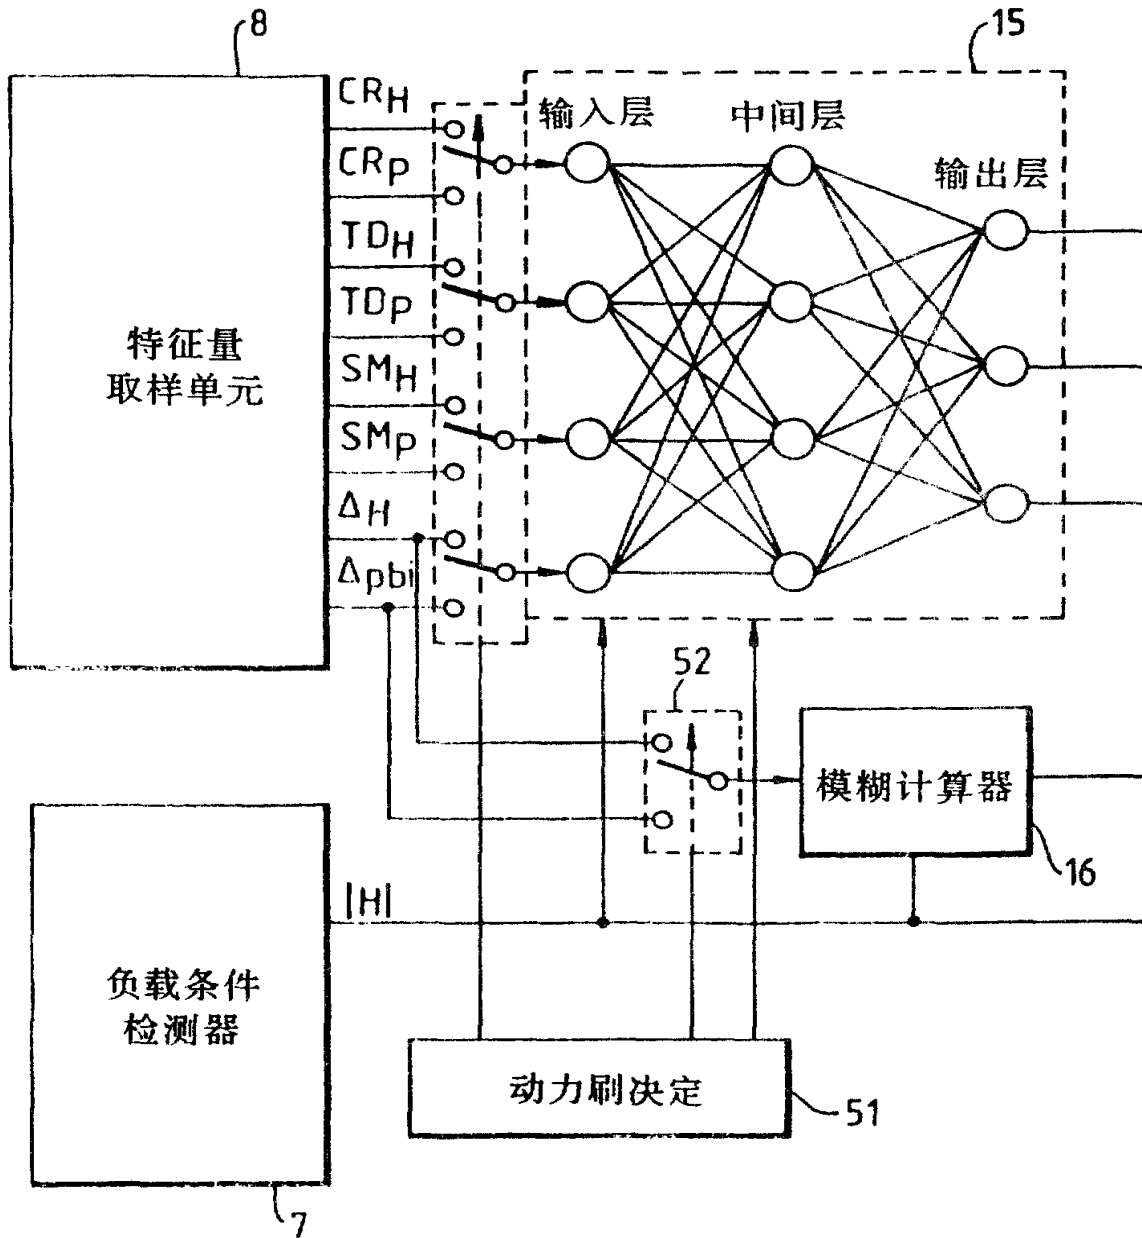 8
15
CRH
CRP
TDH
TDP
SMH
SMP
ΔH
Δpbi
特征量
取样单元
输入层
中间层
输出层
52
模糊计算器
16
|H|
负载条件
检测器
7
动力刷决定
51